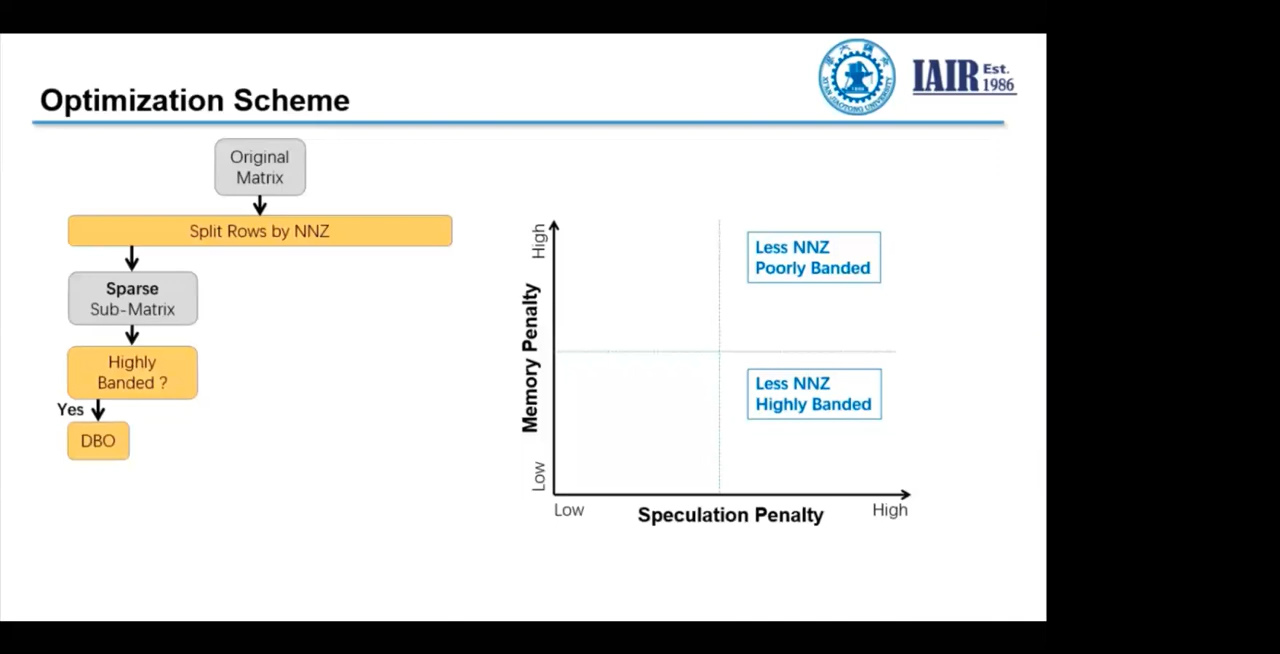 Optimization Scheme
IAIR Est.
1986
Original
Matrix
Split Rows by NNZ
Sparse
Sub-Matrix
Highly
Banded ?
Yes
DBO
Memory Penalty
High
Low
Less NNZ
Poorly Banded
Less NNZ
Highly Banded
Low
Speculation Penalty
High